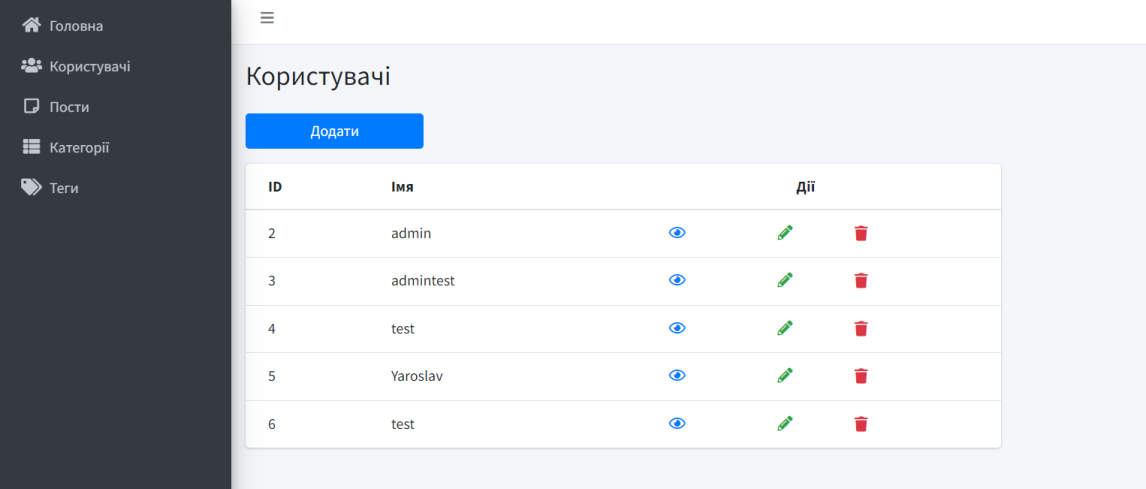 Головна
Користувачі
Пости
Категорії
Теги
Користувачі
Додати
ID Імя Дії
2 admin
3 admintest
4 test
5 Yaroslav
6 test